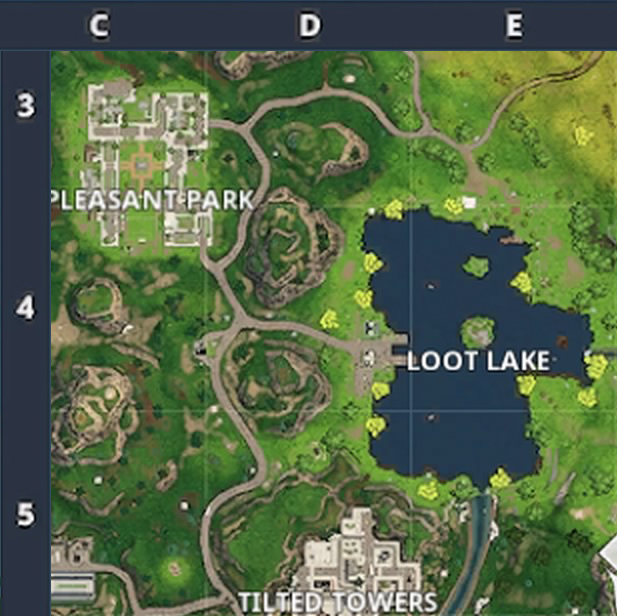 C D E
3
PLEASANT PARK
4
LOOT LAKE
5
TILTED TOWERS